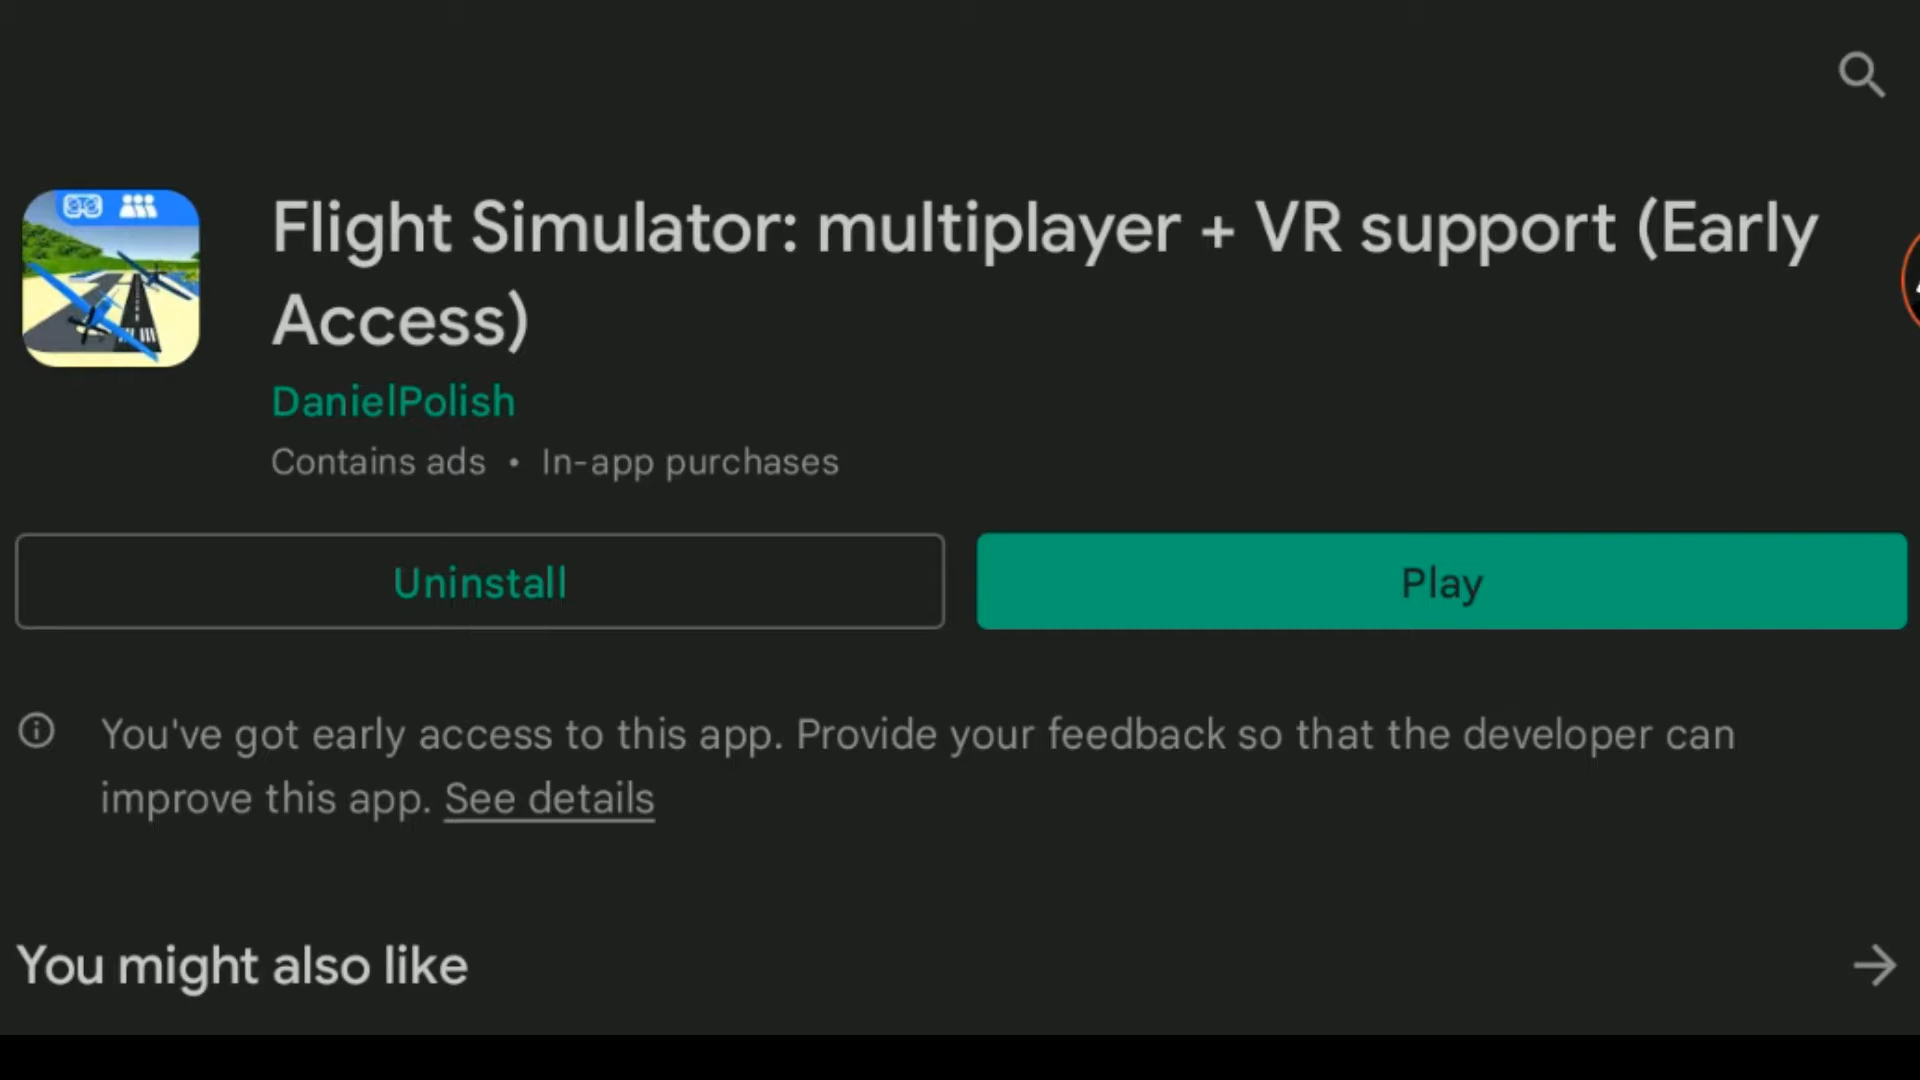 Flight Simulator: multiplayer + VR support (Early
Access)
DanielPolish
Contains ads • In-app purchases
Uninstall
Play
You've got early access to this app. Provide your feedback so that the developer can
improve this app. See details
You might also like